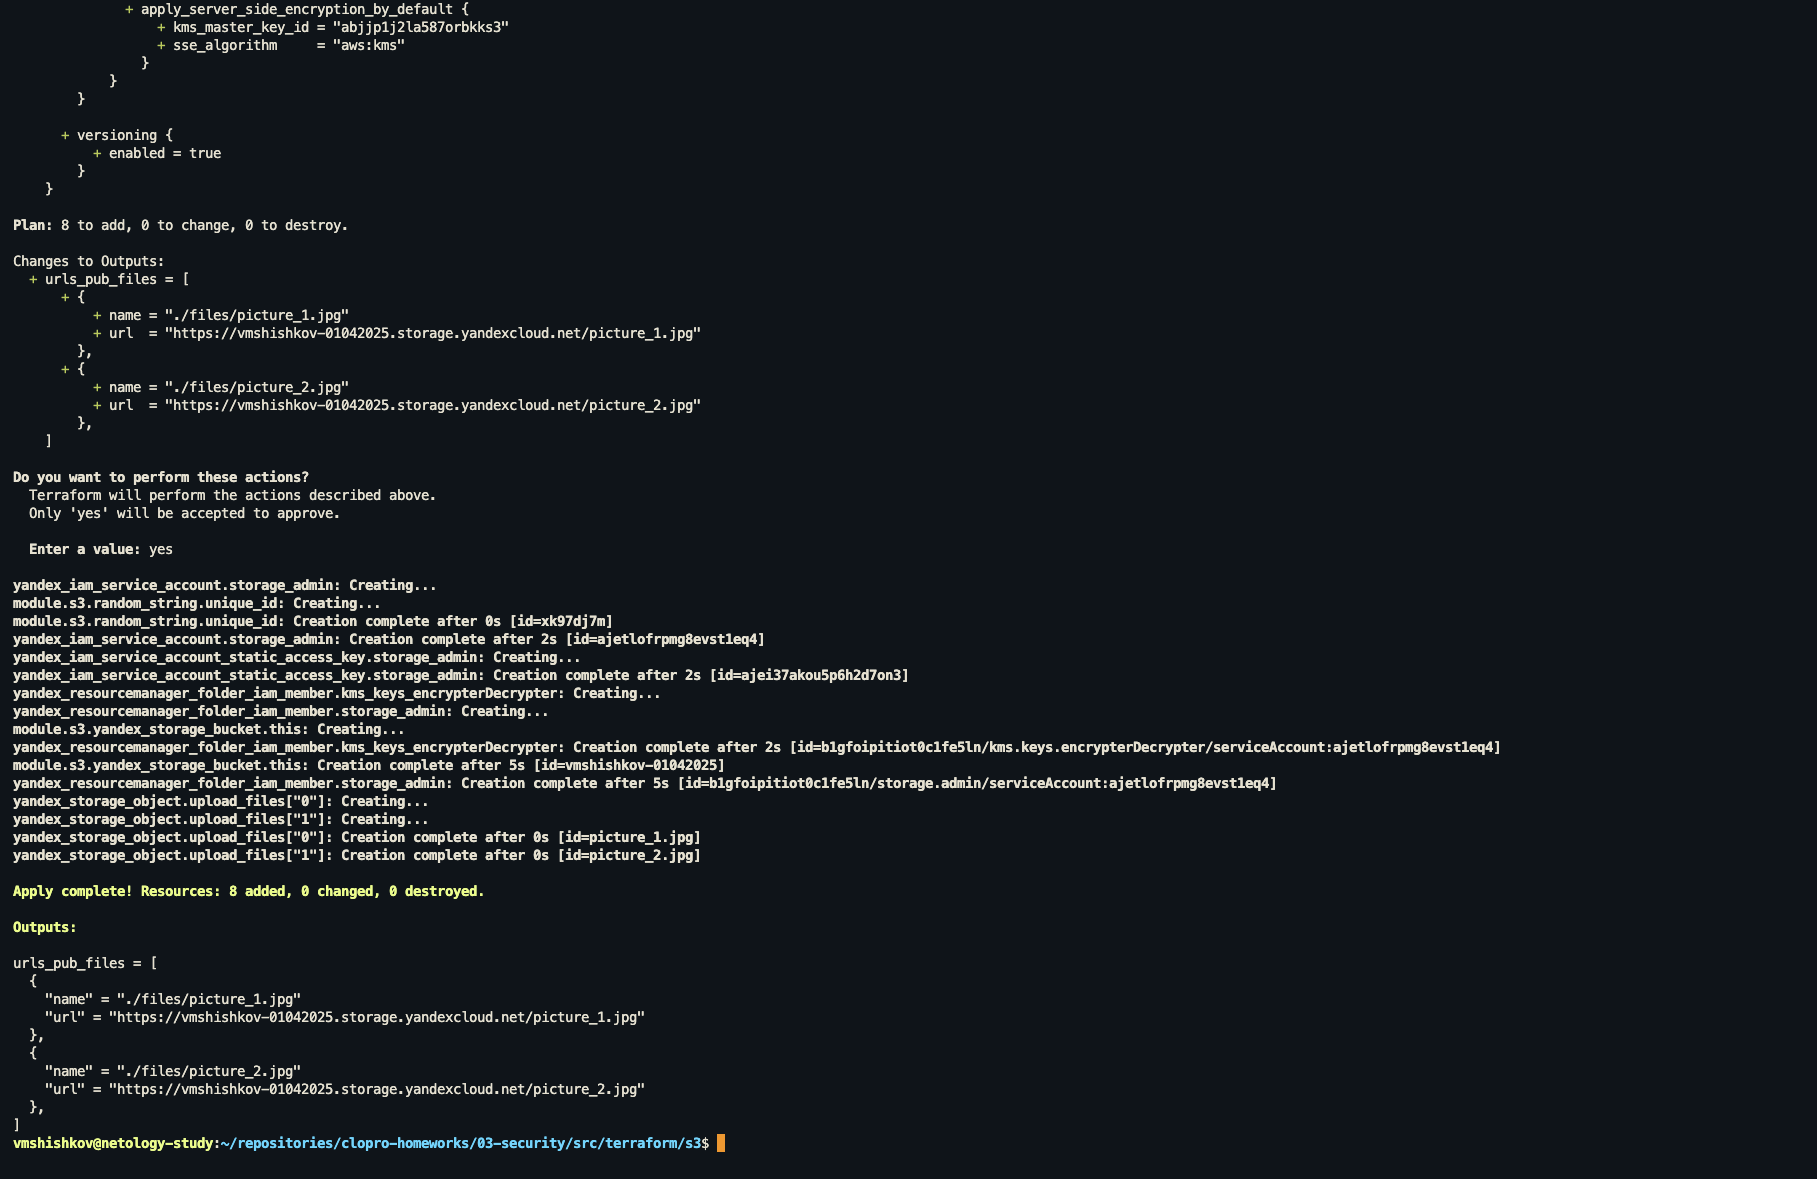 + apply_server_side_encryption_by_default {
                  + kms_master_key_id = "abjjp1j2la587orbkks3"
                  + sse_algorithm     = "aws:kms"
                }
            }
        }

      + versioning {
          + enabled = true
        }
    }

Plan: 8 to add, 0 to change, 0 to destroy.

Changes to Outputs:
  + urls_pub_files = [
      + {
          + name = "./files/picture_1.jpg"
          + url  = "https://vmshishkov-01042025.storage.yandexcloud.net/picture_1.jpg"
        },
      + {
          + name = "./files/picture_2.jpg"
          + url  = "https://vmshishkov-01042025.storage.yandexcloud.net/picture_2.jpg"
        },
    ]

Do you want to perform these actions?
  Terraform will perform the actions described above.
  Only 'yes' will be accepted to approve.

  Enter a value: yes

yandex_iam_service_account.storage_admin: Creating...
module.s3.random_string.unique_id: Creating...
module.s3.random_string.unique_id: Creation complete after 0s [id=xk97dj7m]
yandex_iam_service_account.storage_admin: Creation complete after 2s [id=ajetlofrpmg8evst1eq4]
yandex_iam_service_account_static_access_key.storage_admin: Creating...
yandex_iam_service_account_static_access_key.storage_admin: Creation complete after 2s [id=ajei37akou5p6h2d7on3]
yandex_resourcemanager_folder_iam_member.kms_keys_encrypterDecrypter: Creating...
yandex_resourcemanager_folder_iam_member.storage_admin: Creating...
module.s3.yandex_storage_bucket.this: Creating...
yandex_resourcemanager_folder_iam_member.kms_keys_encrypterDecrypter: Creation complete after 2s [id=b1gfoipitiot0c1fe5ln/kms.keys.encrypterDecrypter/serviceAccount:ajetlofrpmg8evst1eq4]
module.s3.yandex_storage_bucket.this: Creation complete after 5s [id=vmshishkov-01042025]
yandex_resourcemanager_folder_iam_member.storage_admin: Creation complete after 5s [id=b1gfoipitiot0c1fe5ln/storage.admin/serviceAccount:ajetlofrpmg8evst1eq4]
yandex_storage_object.upload_files["0"]: Creating...
yandex_storage_object.upload_files["1"]: Creating...
yandex_storage_object.upload_files["0"]: Creation complete after 0s [id=picture_1.jpg]
yandex_storage_object.upload_files["1"]: Creation complete after 0s [id=picture_2.jpg]

Apply complete! Resources: 8 added, 0 changed, 0 destroyed.

Outputs:

urls_pub_files = [
  {
    "name" = "./files/picture_1.jpg"
    "url" = "https://vmshishkov-01042025.storage.yandexcloud.net/picture_1.jpg"
  },
  {
    "name" = "./files/picture_2.jpg"
    "url" = "https://vmshishkov-01042025.storage.yandexcloud.net/picture_2.jpg"
  },
]
vmshishkov@netology-study:~/repositories/clopro-homeworks/03-security/src/terraform/s3$